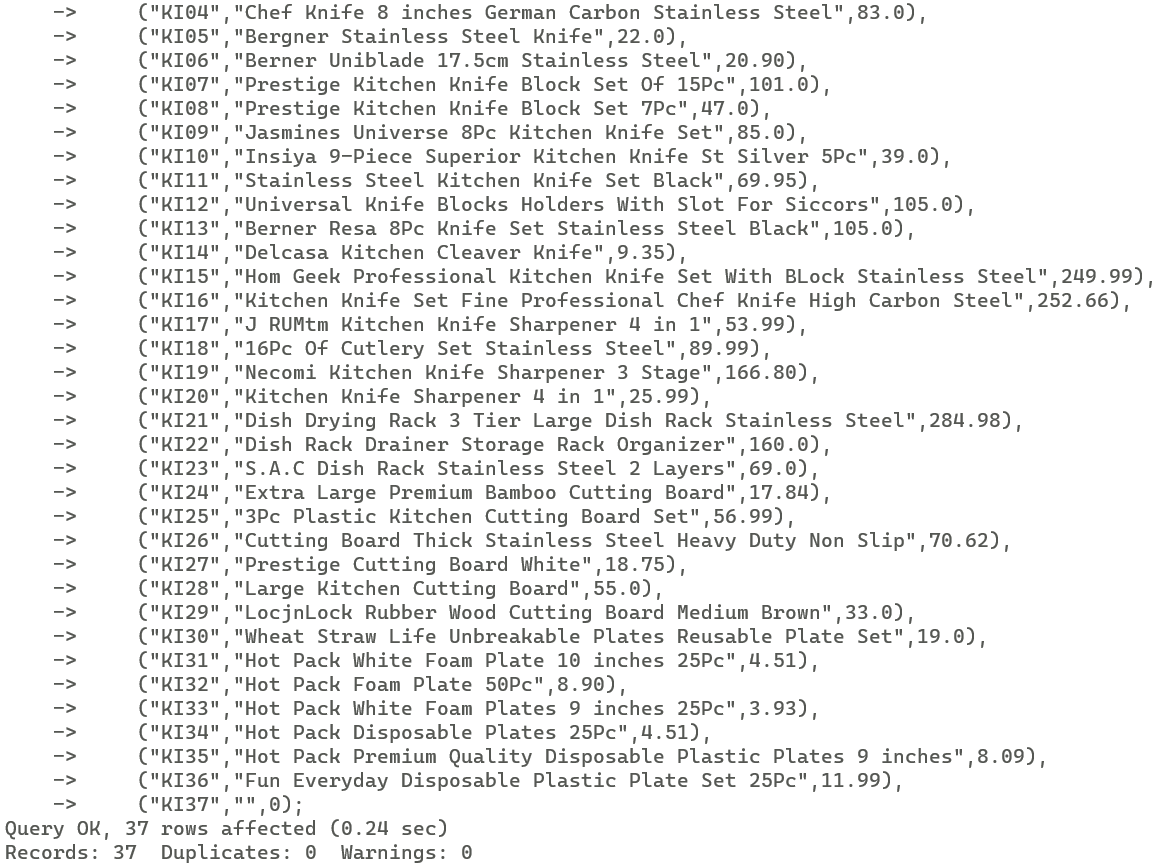 -> ("KI04","Chef Knife 8 inches German Carbon Stainless Steel",83.0),
-> ("KI05","Bergner Stainless Steel Knife",22.0),
-> ("KI06","Berner Uniblade 17.5cm Stainless Steel",20.90),
-> ("KI07","Prestige Kitchen Knife Block Set Of 15Pc",101.0),
-> ("KI08","Prestige Kitchen Knife Block Set 7Pc",47.0),
-> ("KI09","Jasmines Universe 8Pc Kitchen Knife Set",85.0),
-> ("KI10","Insiya 9-Piece Superior Kitchen Knife St Silver 5Pc",39.0),
-> ("KI11","Stainless Steel Kitchen Knife Set Black",69.95),
-> ("KI12","Universal Knife Blocks Holders With Slot For Siccors",105.0),
-> ("KI13","Berner Resa 8Pc Knife Set Stainless Steel Black",105.0),
-> ("KI14","Delcasa Kitchen Cleaver Knife",9.35),
-> ("KI15","Hom Geek Professional Kitchen Knife Set With BLock Stainless Steel",249.99),
-> ("KI16","Kitchen Knife Set Fine Professional Chef Knife High Carbon Steel",252.66),
-> ("KI17","J RUMtm Kitchen Knife Sharpener 4 in 1",53.99),
-> ("KI18","16Pc Of Cutlery Set Stainless Steel",89.99),
-> ("KI19","Necomi Kitchen Knife Sharpener 3 Stage",166.80),
-> ("KI20","Kitchen Knife Sharpener 4 in 1",25.99),
-> ("KI21","Dish Drying Rack 3 Tier Large Dish Rack Stainless Steel",284.98),
-> ("KI22","Dish Rack Drainer Storage Rack Organizer",160.0),
-> ("KI23","S.A.C Dish Rack Stainless Steel 2 Layers",69.0),
-> ("KI24","Extra Large Premium Bamboo Cutting Board",17.84),
-> ("KI25","3Pc Plastic Kitchen Cutting Board Set",56.99),
-> ("KI26","Cutting Board Thick Stainless Steel Heavy Duty Non Slip",70.62),
-> ("KI27","Prestige Cutting Board White",18.75),
-> ("KI28","Large Kitchen Cutting Board",55.0),
-> ("KI29","LocjnLock Rubber Wood Cutting Board Medium Brown",33.0),
-> ("KI30","Wheat Straw Life Unbreakable Plates Reusable Plate Set",19.0),
-> ("KI31","Hot Pack White Foam Plate 10 inches 25Pc",4.51),
-> ("KI32","Hot Pack Foam Plate 50Pc",8.90),
-> ("KI33","Hot Pack White Foam Plates 9 inches 25Pc",3.93),
-> ("KI34","Hot Pack Disposable Plates 25Pc",4.51),
-> ("KI35","Hot Pack Premium Quality Disposable Plastic Plates 9 inches",8.09),
-> ("KI36","Fun Everyday Disposable Plastic Plate Set 25Pc",11.99),
-> ("KI37","",0);
Query OK, 37 rows affected (0.24 sec)
Records: 37  Duplicates: 0  Warnings: 0